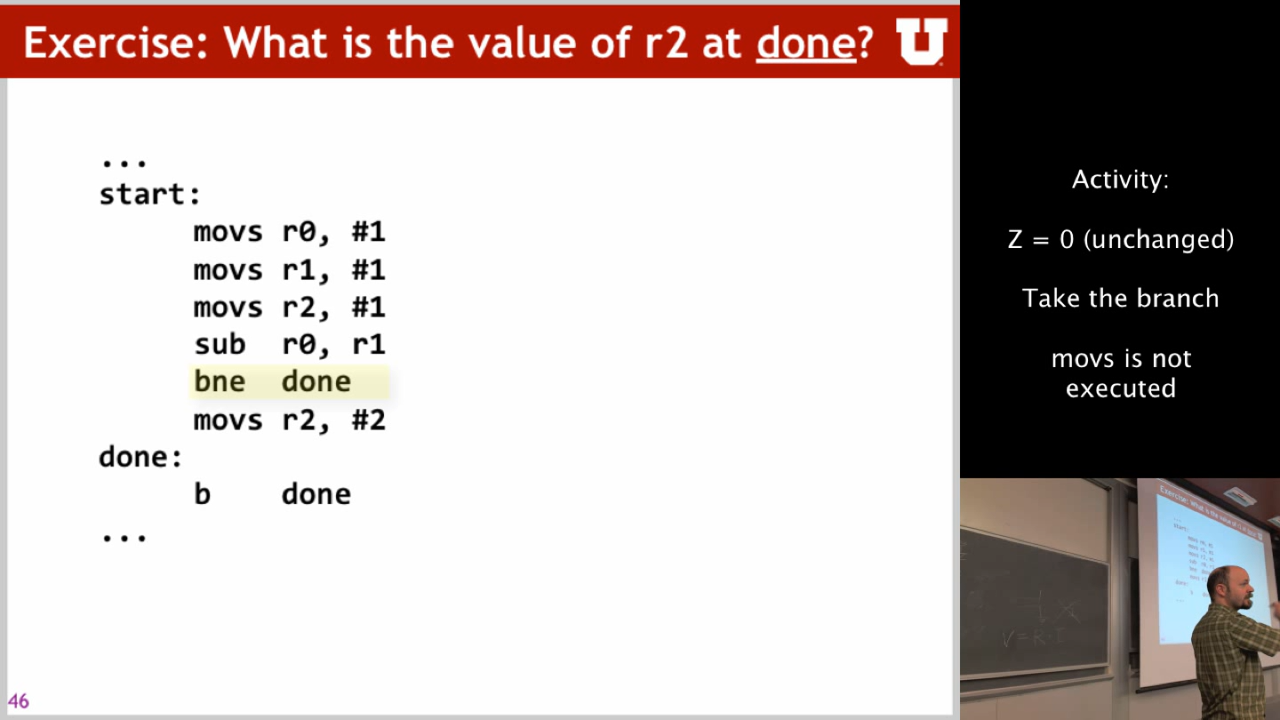 Exercise: What is the value of r2 at done?
U
...
start:
movs r0, #1
movs r1, #1
movs r2, #1
sub r0, r1
bne done
movs r2, #2
done:
b done
...
46
Activity:
Z = 0 (unchanged)
Take the branch
movs is not
executed